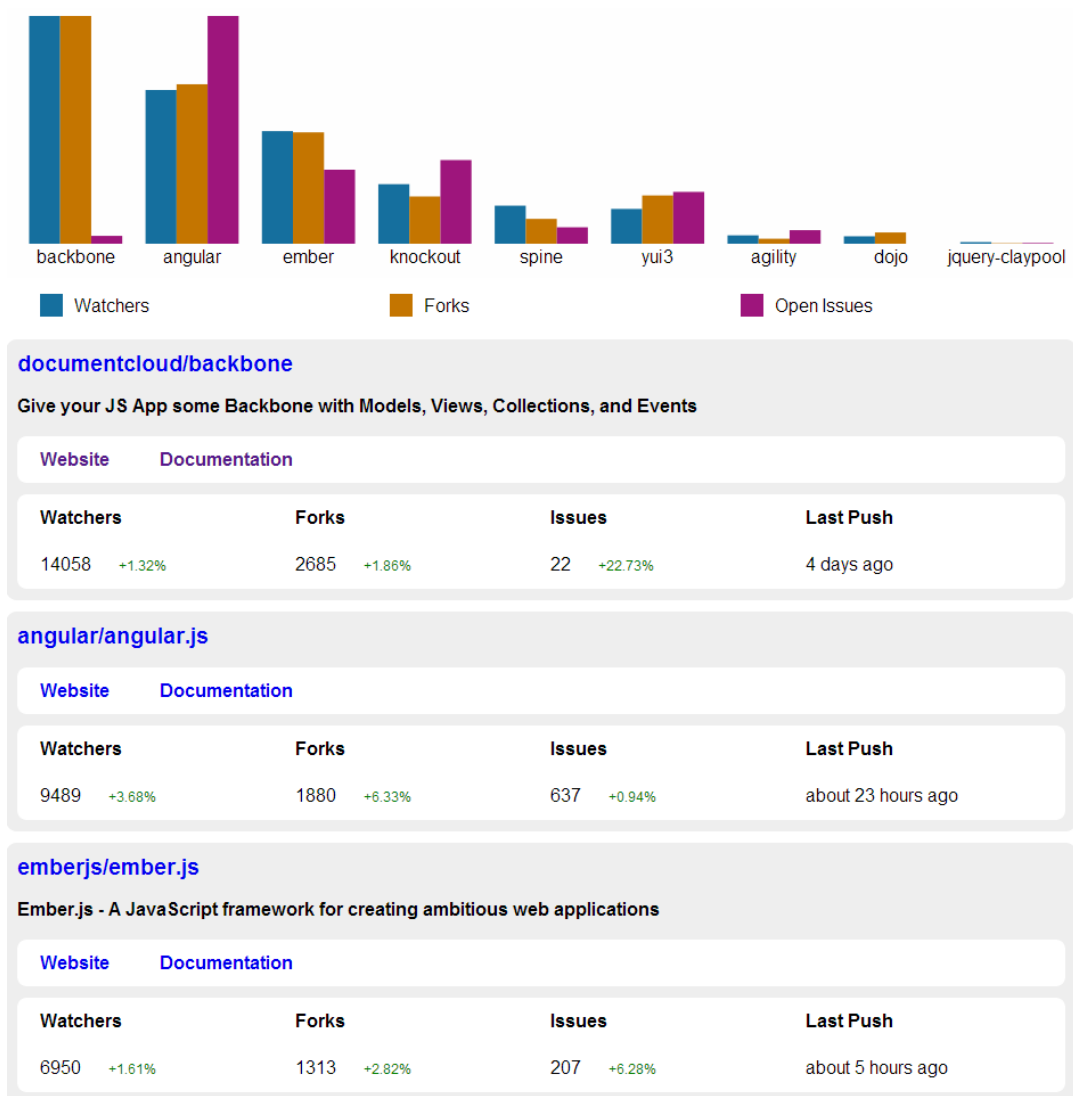 backbone angular ember knockout spine yui3 agility dojo jquery-claypool
Watchers Forks Open Issues
documentcloud/backbone
Give your JS App some Backbone with Models, Views, Collections, and Events
Website Documentation
Watchers Forks Issues Last Push
14058 +1.32% 2685 +1.86% 22 +22.73% 4 days ago
angular/angular.js
Website Documentation
Watchers Forks Issues Last Push
9489 +3.68% 1880 +6.33% 637 +0.94% about 23 hours ago
emberjs/ember.js
Ember.js - A JavaScript framework for creating ambitious web applications
Website Documentation
Watchers Forks Issues Last Push
6950 +1.61% 1313 +2.82% 207 +6.28% about 5 hours ago